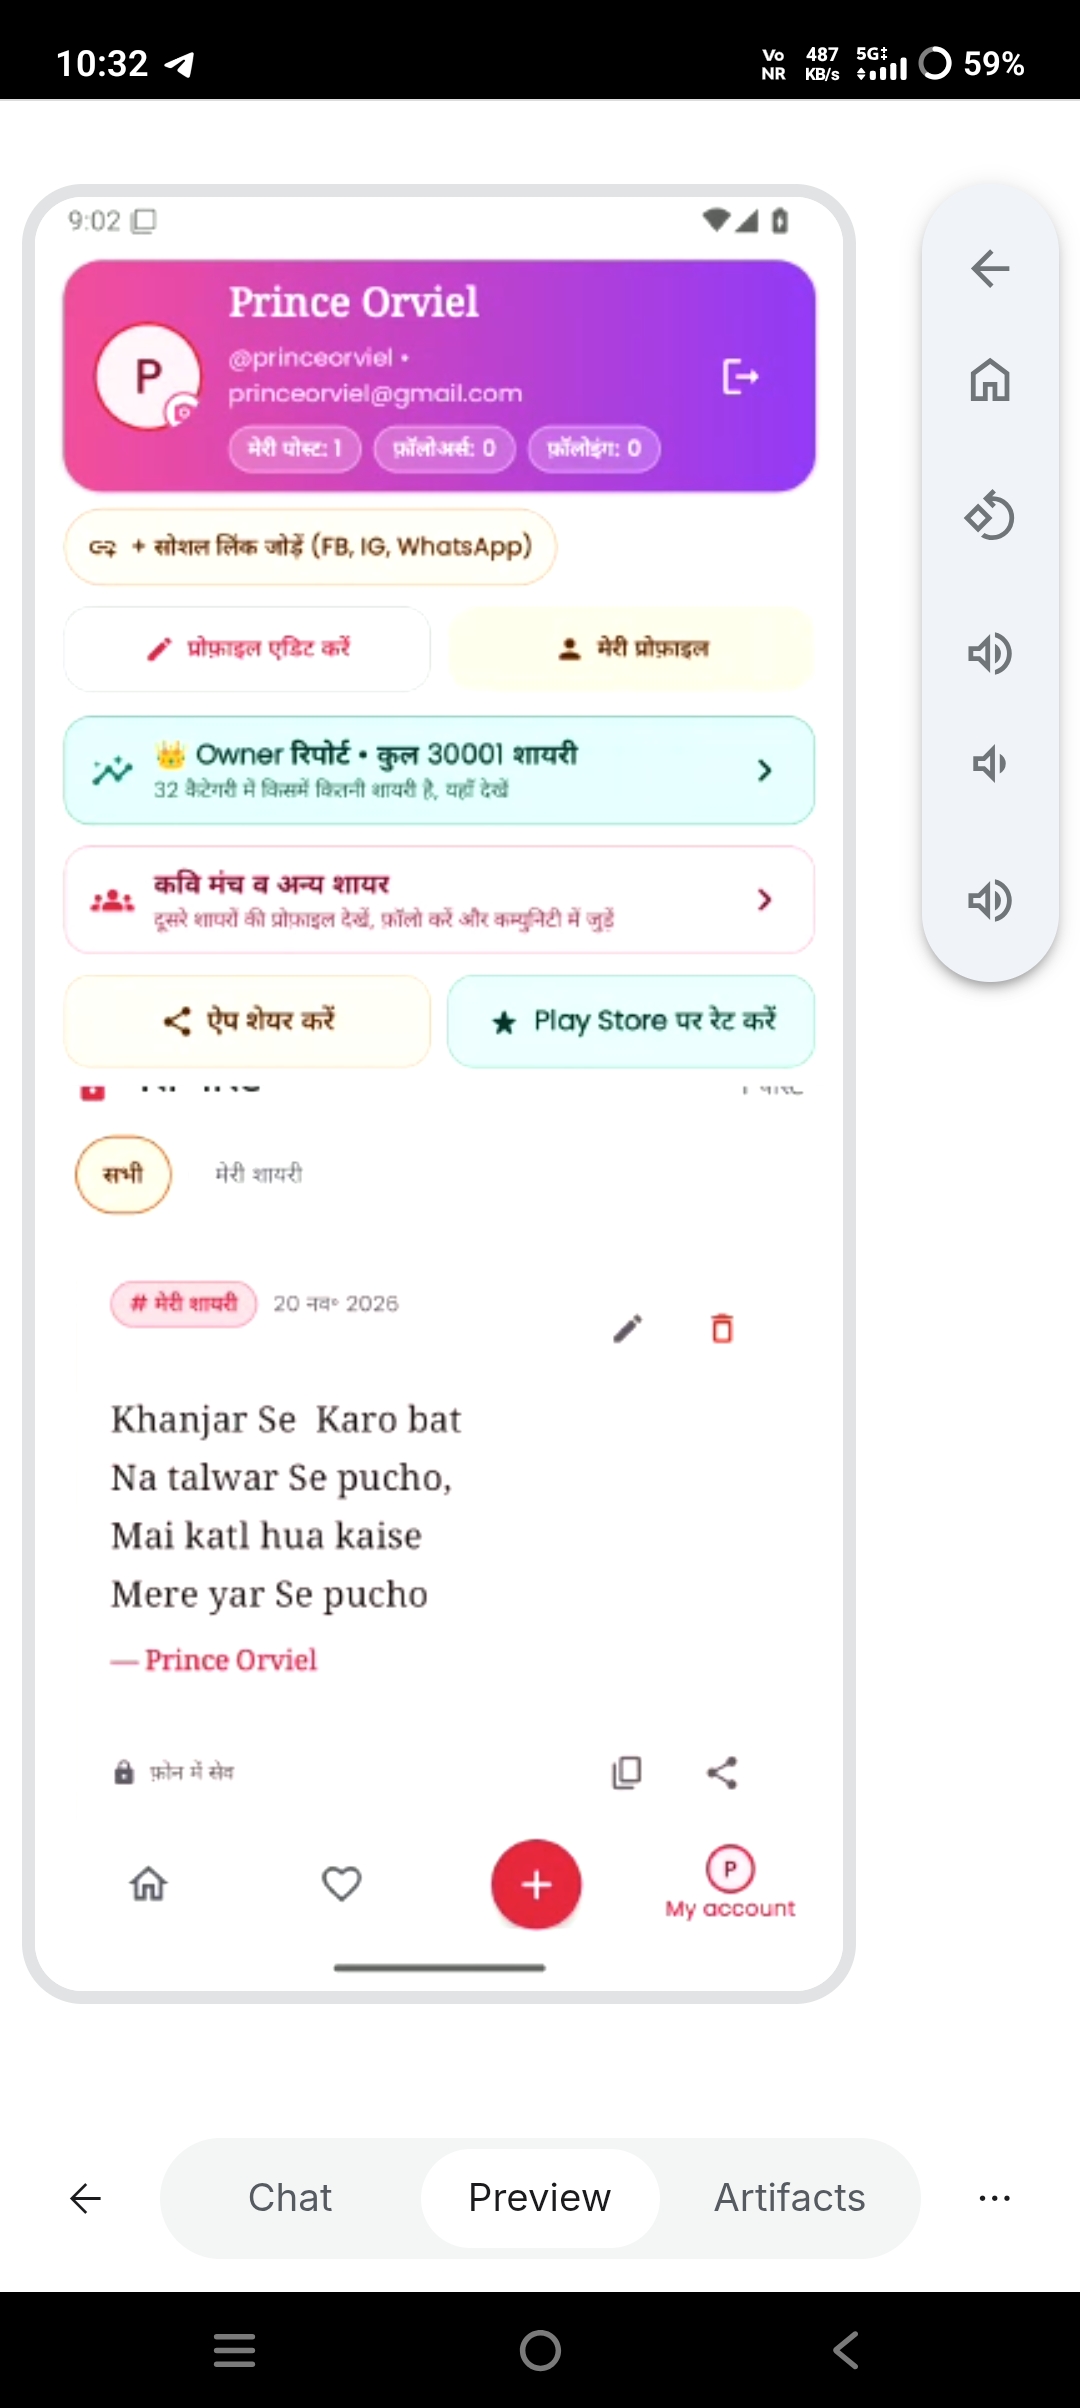 10:32
Vo NR
487 KB/s
5G
59%
9:02
Prince Orviel
P
@princeorviel •
princeorviel@gmail.com
मेरी पोस्ट: 1
फ़ॉलोअर्स: 0
फ़ॉलोइंग: 0
+ सोशल लिंक जोड़ें (FB, IG, WhatsApp)
प्रोफ़ाइल एडिट करें
मेरी प्रोफ़ाइल
👑 Owner रिपोर्ट • कुल 30001 शायरी
32 कैटेगरी में किसमें कितनी शायरी है, यहाँ देखें
कवि मंच व अन्य शायर
दूसरे शायरों की प्रोफ़ाइल देखें, फ़ॉलो करें और कम्युनिटी में जुड़ें
ऐप शेयर करें
★ Play Store पर रेट करें
सभी
मेरी शायरी
# मेरी शायरी
20 नव॰ 2026
Khanjar Se  Karo bat
Na talwar Se pucho,
Mai katl hua kaise
Mere yar Se pucho
— Prince Orviel
फ़ोन में सेव
P
My account
Chat
Preview
Artifacts